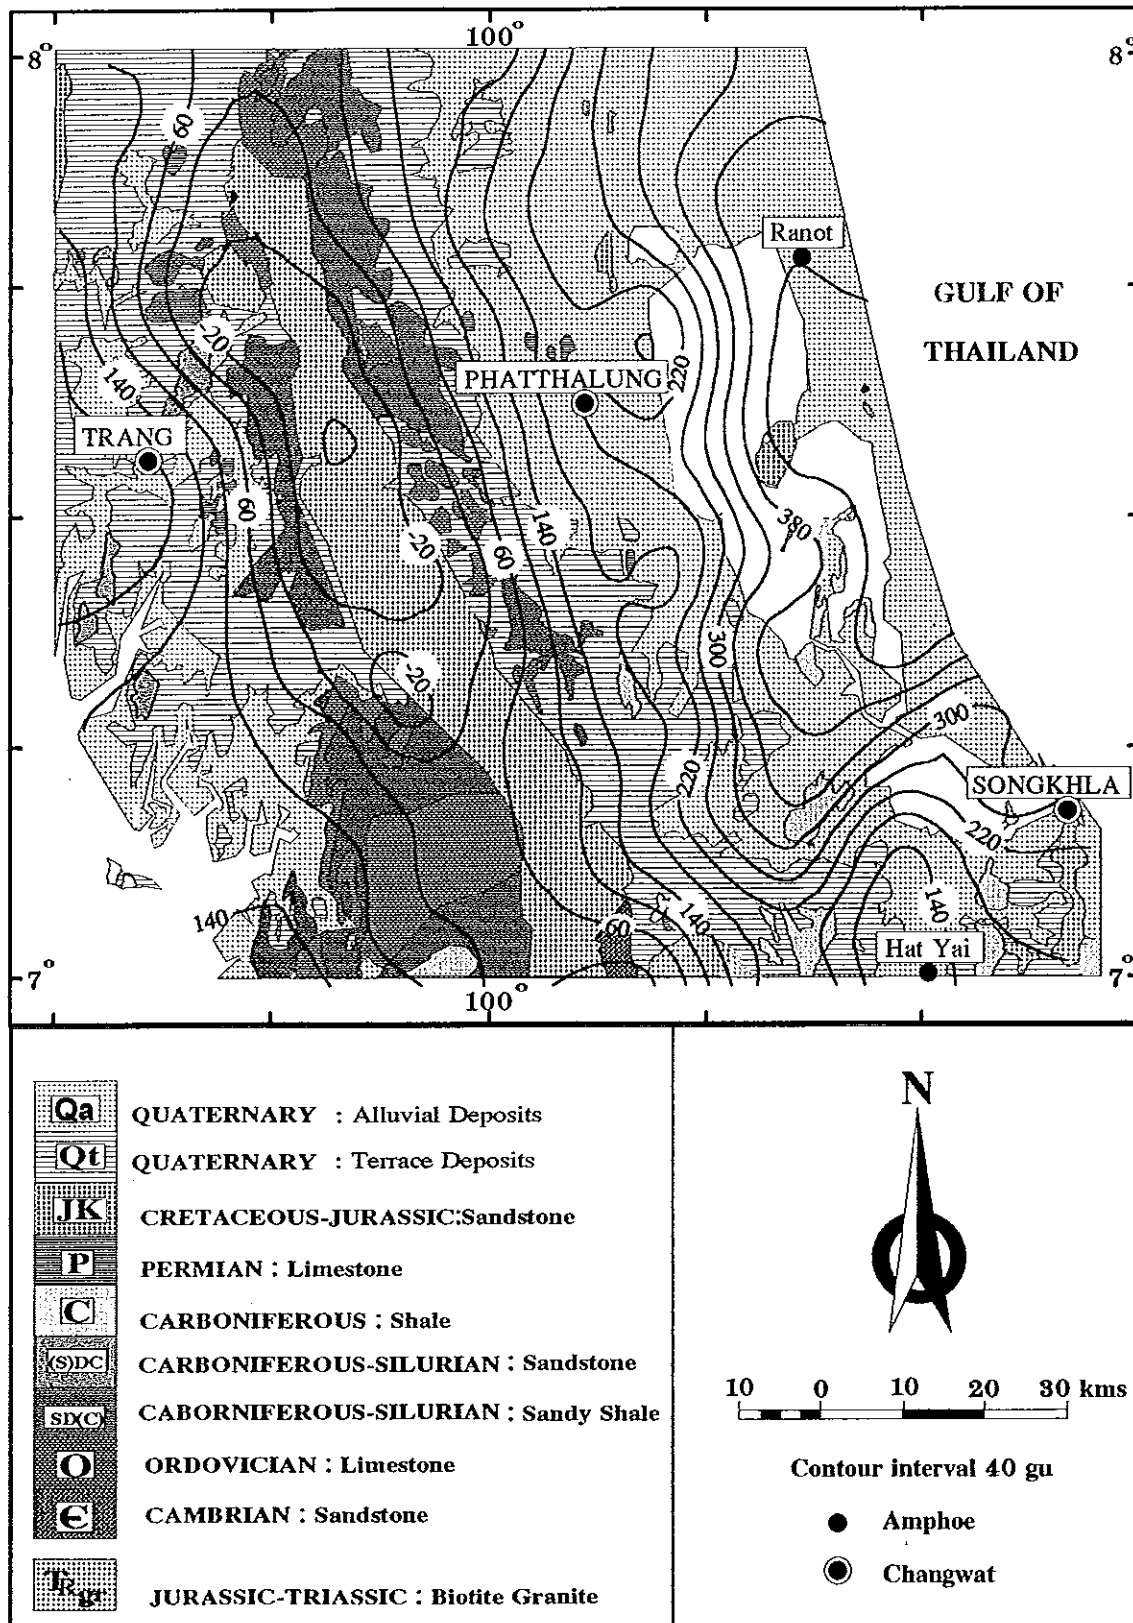 100°
8°
8°
60
Ranot
GULF OF
THAILAND
-20
140
PHATTHALUNG
220
TRANG
60
380
140
-20
60
300
-20
300
220
SONGKHLA
220
140
140
140
60
Hat Yai
7°
7°
100°
Qa QUATERNARY : Alluvial Deposits
Qt QUATERNARY : Terrace Deposits
JK CRETACEOUS-JURASSIC:Sandstone
P PERMIAN : Limestone
C CARBONIFEROUS : Shale
(S)DC CARBONIFEROUS-SILURIAN : Sandstone
SD(C) CABORNIFEROUS-SILURIAN : Sandy Shale
O ORDOVICIAN : Limestone
Є CAMBRIAN : Sandstone
TRgr JURASSIC-TRIASSIC : Biotite Granite
N
10 0 10 20 30 kms
Contour interval 40 gu
Amphoe
Changwat